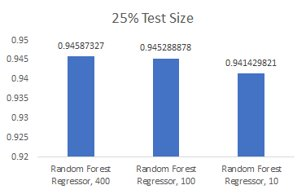 25% Test Size
0.95
0.945
0.94
0.935
0.93
0.925
0.92
0.94587327
0.945288878
0.941429821
Random Forest
Regressor, 400
Random Forest
Regressor, 100
Random Forest
Regressor, 10